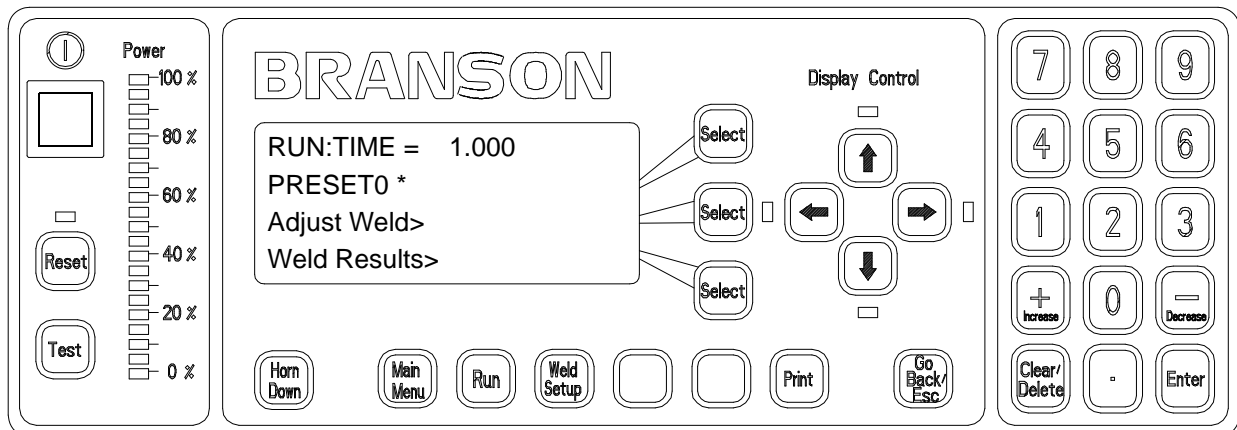 Power
100 %
80 %
60 %
40 %
20 %
0 %
Reset
Test
BRANSON
RUN:TIME = 1.000
PRESET0 *
Adjust Weld>
Weld Results>
Select
Select
Select
Display Control
Horn
Down
Main
Menu
Run
Weld
Setup
Print
Go
Back/
Esc
7 8 9
4 5 6
1 2 3
+
Increase
0
—
Decrease
Clear/
Delete
.
Enter